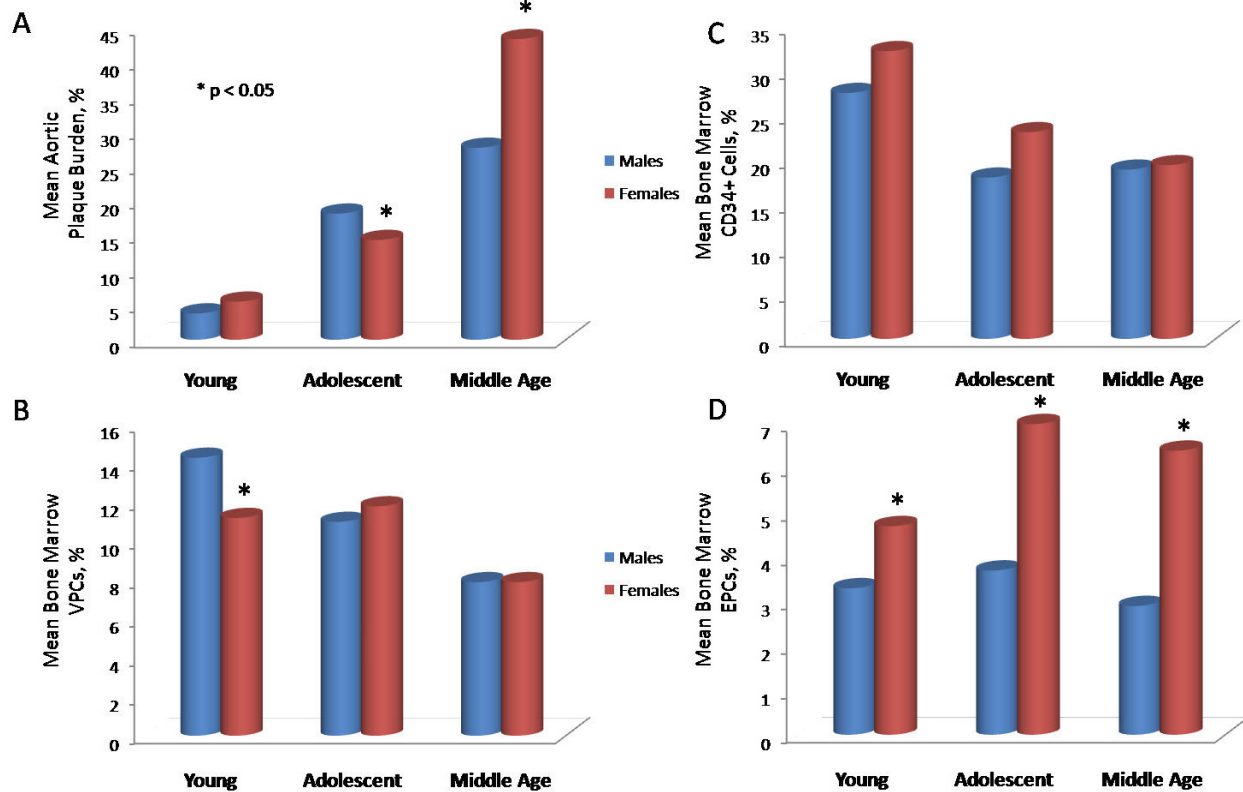 A
Mean Aortic
Plaque Burden, %
45
40
35
30
25
20
15
10
5
0
* p < 0.05
*
*
Young
Adolescent
Middle Age
Males
Females
C
Mean Bone Marrow
CD34+ Cells, %
35
30
25
20
15
10
5
0
Young
Adolescent
Middle Age
B
Mean Bone Marrow
VPCs, %
16
14
12
10
8
6
4
2
0
*
Young
Adolescent
Middle Age
Males
Females
D
Mean Bone Marrow
EPCs, %
7
6
5
4
3
2
1
0
*
*
*
Young
Adolescent
Middle Age